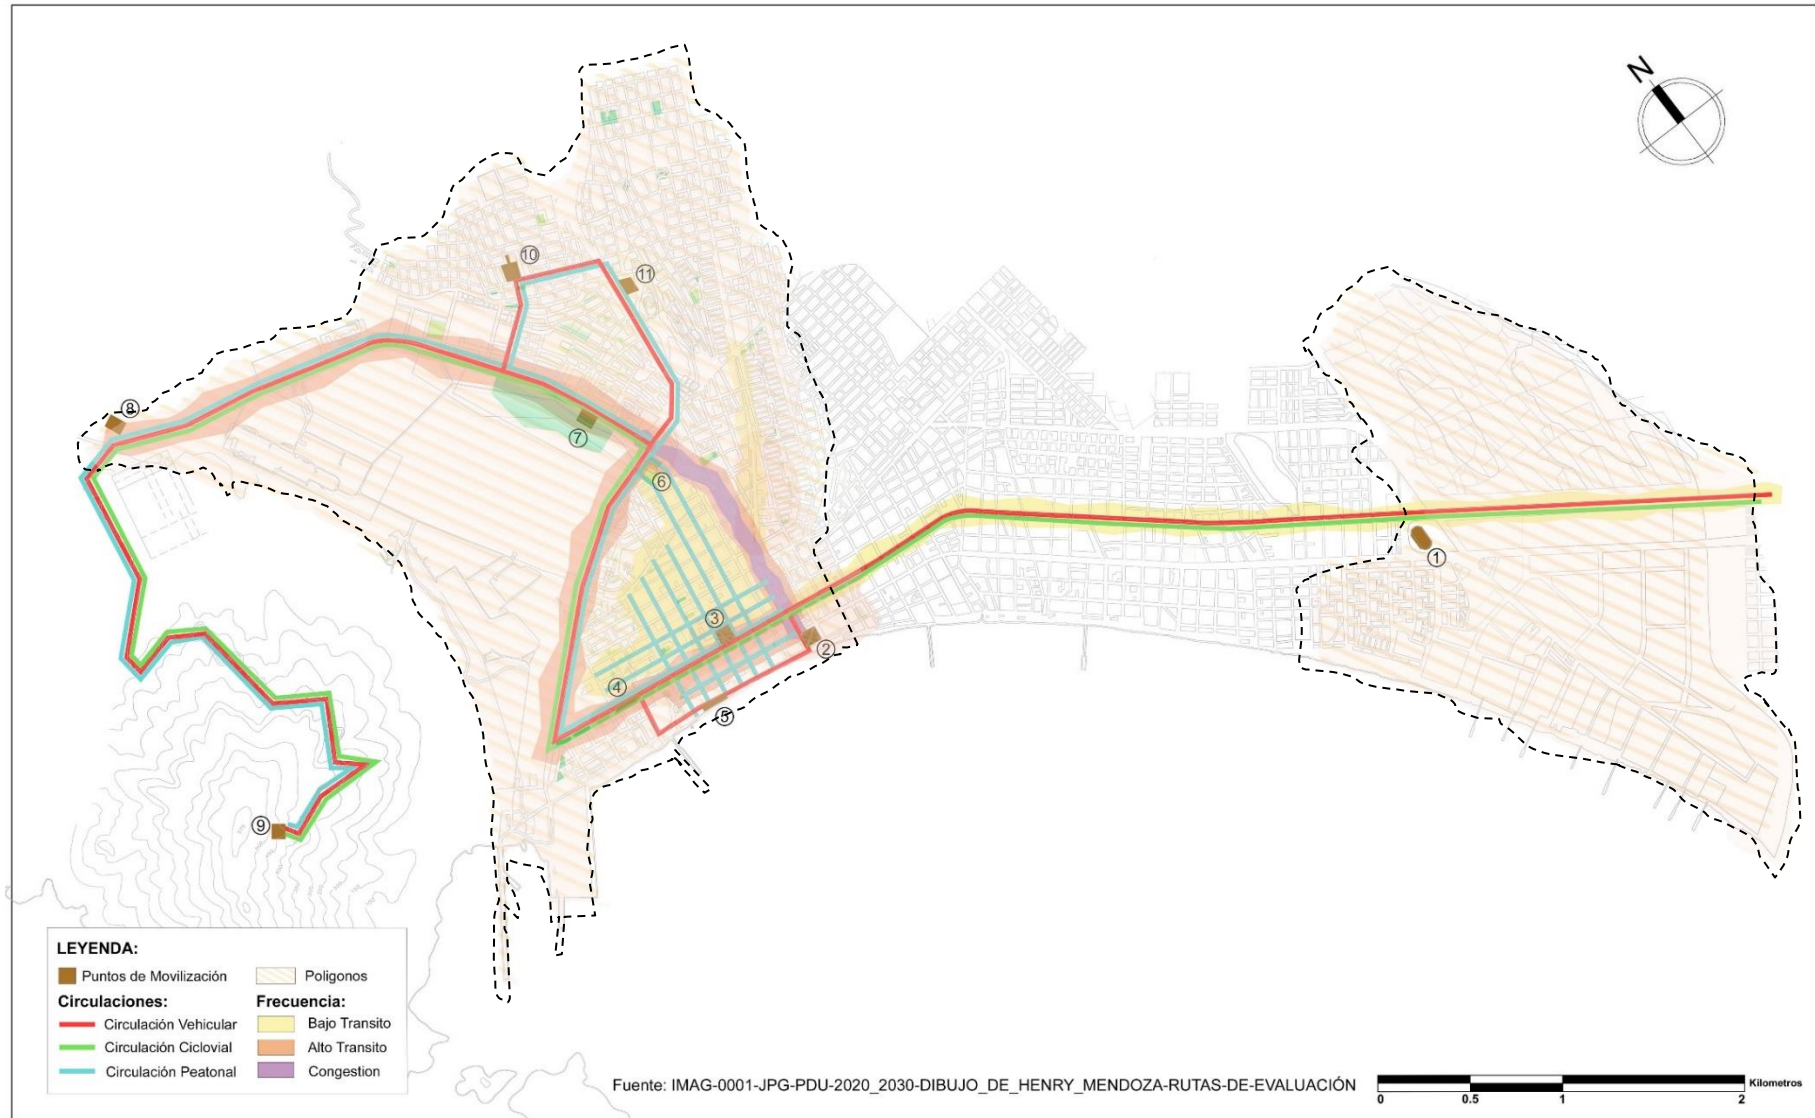 N
⑩
⑪
⑧
⑦
⑥
①
③
②
④
⑤
⑨
LEYENDA:
Puntos de Movilización
Poligonos
Circulaciones:
Frecuencia:
Circulación Vehicular
Bajo Transito
Circulación Ciclovial
Alto Transito
Circulación Peatonal
Congestion
Fuente: IMAG-0001-JPG-PDU-2020_2030-DIBUJO_DE_HENRY_MENDOZA-RUTAS-DE-EVALUACIÓN
Kilometros
0 0.5 1 2